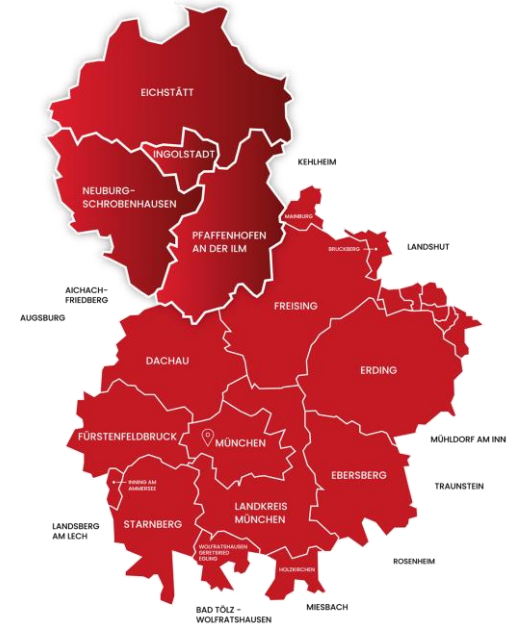 EICHSTÄTT
INGOLSTADT
KEHLHEIM
NEUBURG-
SCHROBENHAUSEN
MAINBURG
PFAFFENHOFEN
AN DER ILM
BRUCKBERG
LANDSHUT
AICHACH-
FRIEDBERG
FREISING
AUGSBURG
DACHAU
ERDING
FÜRSTENFELDBRUCK
MÜNCHEN
MÜHLDORF AM INN
EBERSBERG
INNING AM
AMMERSEE
TRAUNSTEIN
LANDKREIS
MÜNCHEN
LANDSBERG
AM LECH
STARNBERG
WOLFRATSHAUSEN
GERETSRIED
EGLING
ROSENHEIM
HOLZKIRCHEN
BAD TÖLZ -
WOLFRATSHAUSEN
MIESBACH